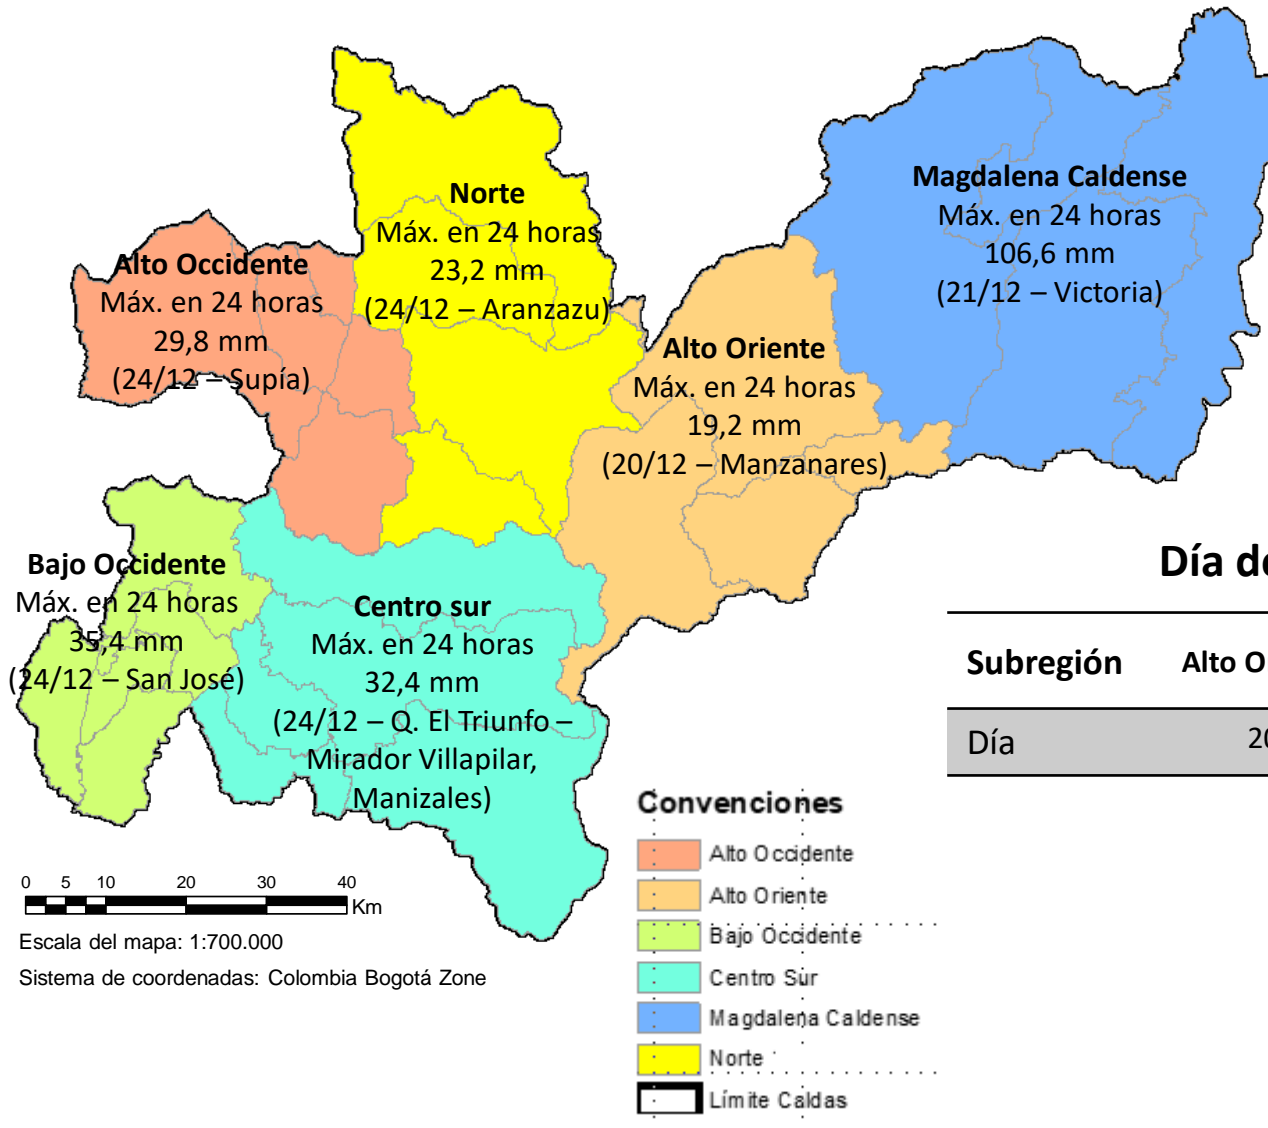 Norte
Máx. en 24 horas
23,2 mm
(24/12 – Aranzazu)
Magdalena Caldense
Máx. en 24 horas
106,6 mm
(21/12 – Victoria)
Alto Occidente
Máx. en 24 horas
29,8 mm
(24/12 – Supía)
Alto Oriente
Máx. en 24 horas
19,2 mm
(20/12 – Manzanares)
Bajo Occidente
Máx. en 24 horas
35,4 mm
(24/12 – San José)
Centro sur
Máx. en 24 horas
32,4 mm
(24/12 – Q. El Triunfo –
Mirador Villapilar,
Manizales)
Día de
Subregión Alto O
Día 20
Convenciones
Alto Occidente
Alto Oriente
Bajo Occidente
Centro Sur
Magdalena Caldense
Norte
Límite Caldas
0 5 10 20 30 40
Km
Escala del mapa: 1:700.000
Sistema de coordenadas: Colombia Bogotá Zone